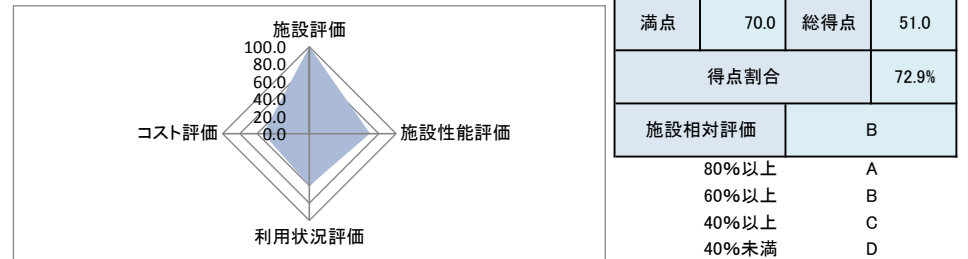 施設評価
100.0
80.0
60.0
40.0
20.0
0.0
コスト評価
施設性能評価
利用状況評価
満点 70.0 総得点 51.0
得点割合 72.9%
施設相対評価 B
80%以上 A
60%以上 B
40%以上 C
40%未満 D